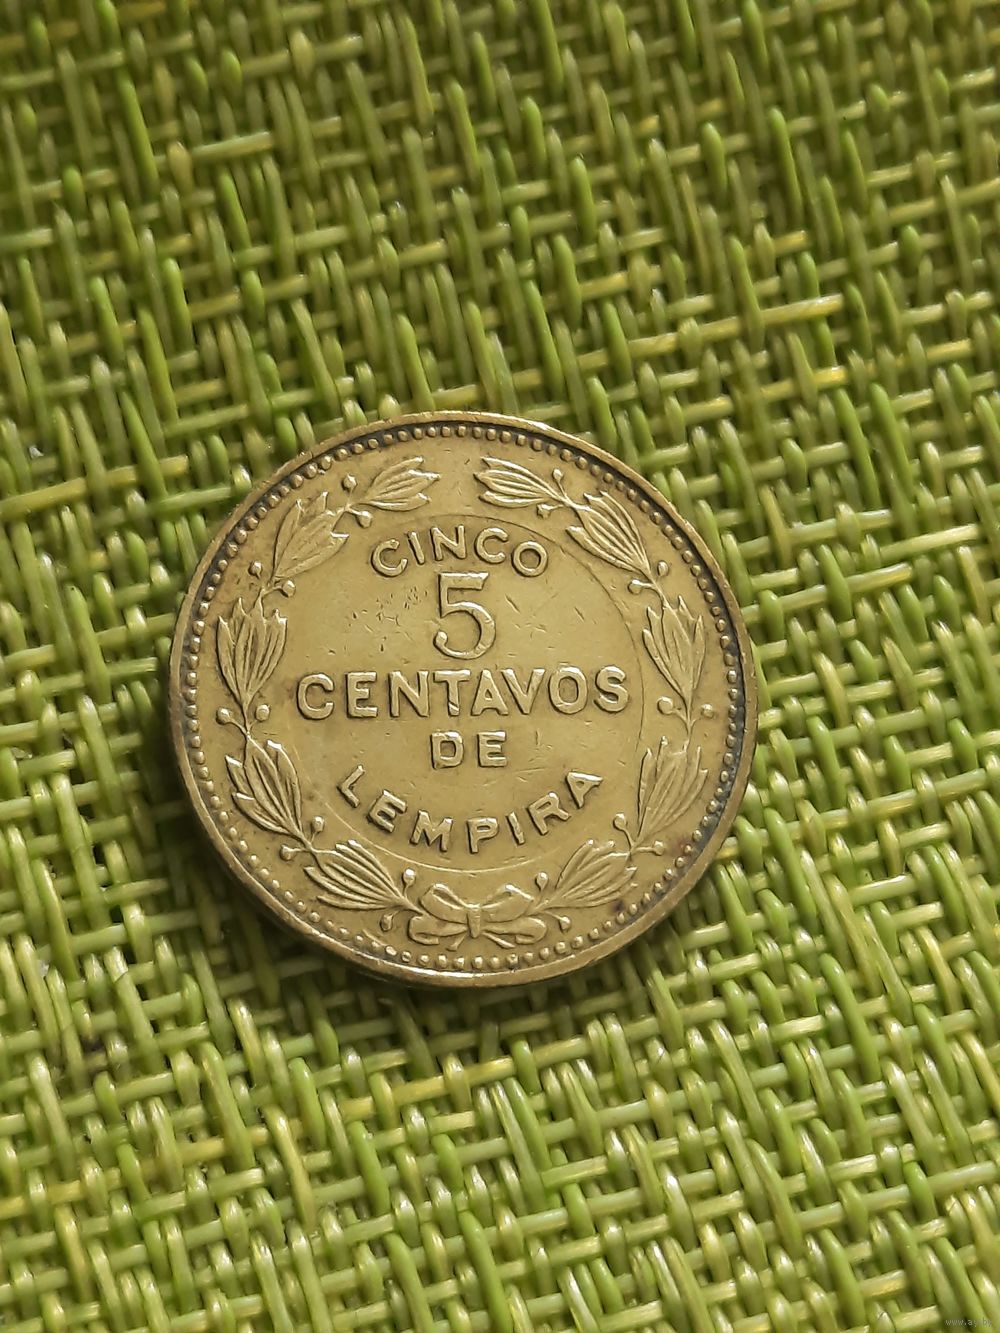 CINCO
5
CENTAVOS
DE
LEMPIRA